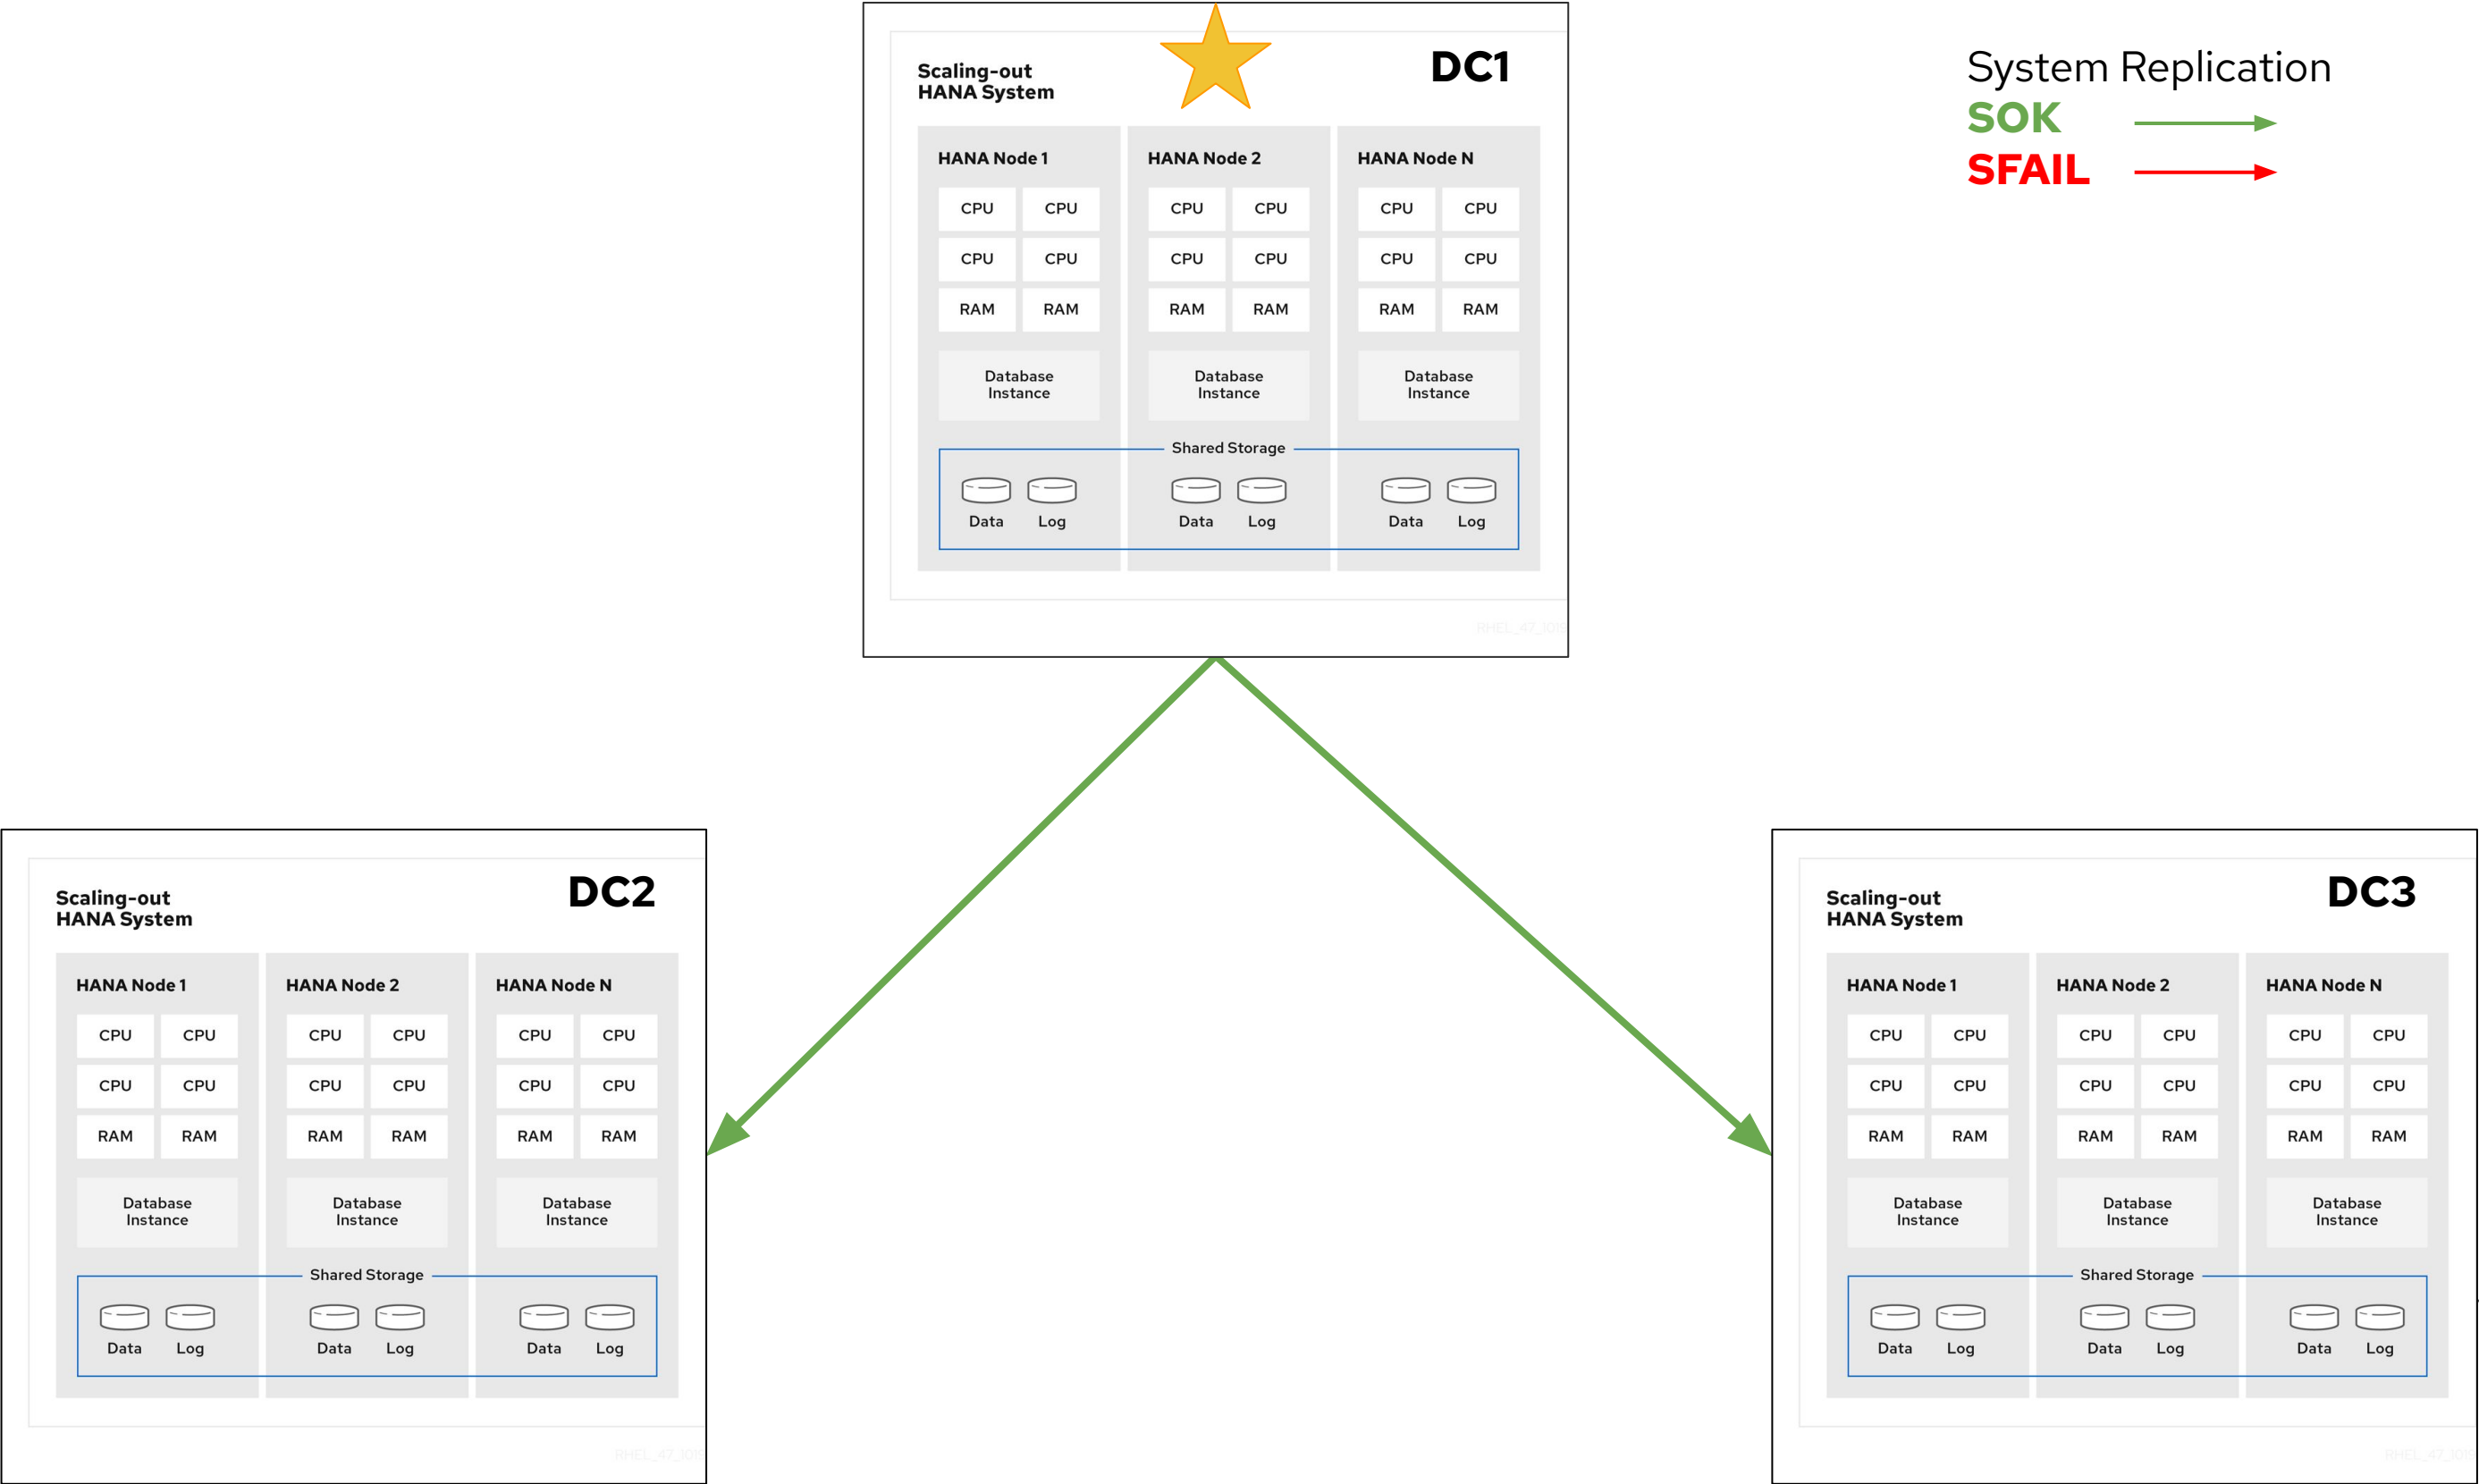 Scaling-out
HANA System
DC1
HANA Node 1
HANA Node 2
HANA Node N
CPU CPU CPU CPU CPU CPU
CPU CPU CPU CPU CPU CPU
RAM RAM RAM RAM RAM RAM
Database
Instance
Database
Instance
Database
Instance
Shared Storage
Data Log Data Log Data Log
RHEL_47_1019
System Replication
SOK
SFAIL
Scaling-out
HANA System
DC2
HANA Node 1
HANA Node 2
HANA Node N
CPU CPU CPU CPU CPU CPU
CPU CPU CPU CPU CPU CPU
RAM RAM RAM RAM RAM RAM
Database
Instance
Database
Instance
Database
Instance
Shared Storage
Data Log Data Log Data Log
RHEL_47_1019
Scaling-out
HANA System
DC3
HANA Node 1
HANA Node 2
HANA Node N
CPU CPU CPU CPU CPU CPU
CPU CPU CPU CPU CPU CPU
RAM RAM RAM RAM RAM RAM
Database
Instance
Database
Instance
Database
Instance
Shared Storage
Data Log Data Log Data Log
RHEL_47_1019